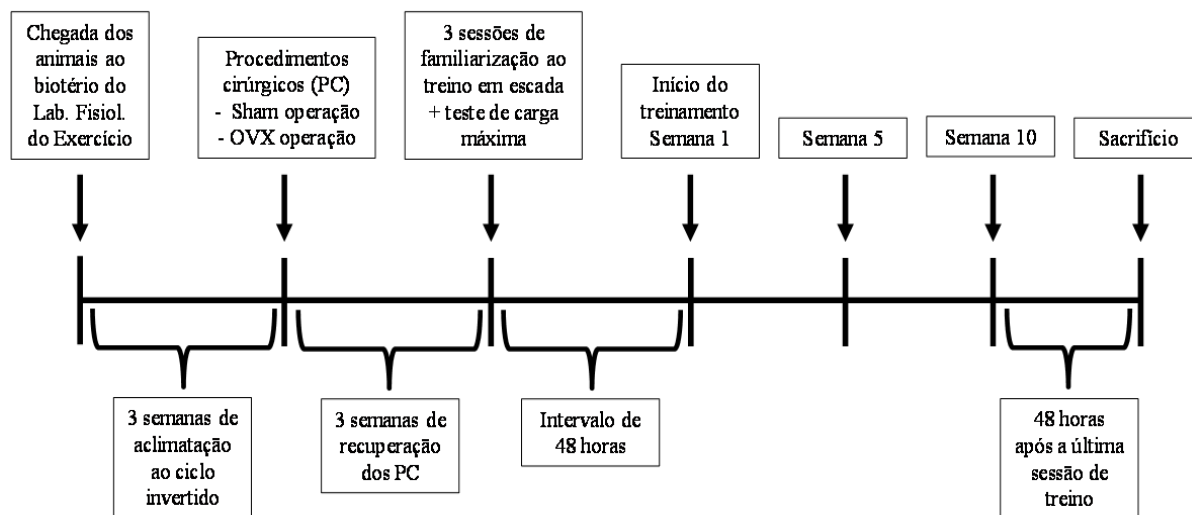 Chegada dos
animais ao
biotério do
Lab. Fisiol.
do Exercício
Procedimentos
cirúrgicos (PC)
- Sham operação
- OVX operação
3 sessões de
familiarização ao
treino em escada
+ teste de carga
máxima
Início do
treinamento
Semana 1
Semana 5
Semana 10
Sacrifício
3 semanas de
aclimatação
ao ciclo
invertido
3 semanas de
recuperação
dos PC
Intervalo de
48 horas
48 horas
após a última
sessão de
treino